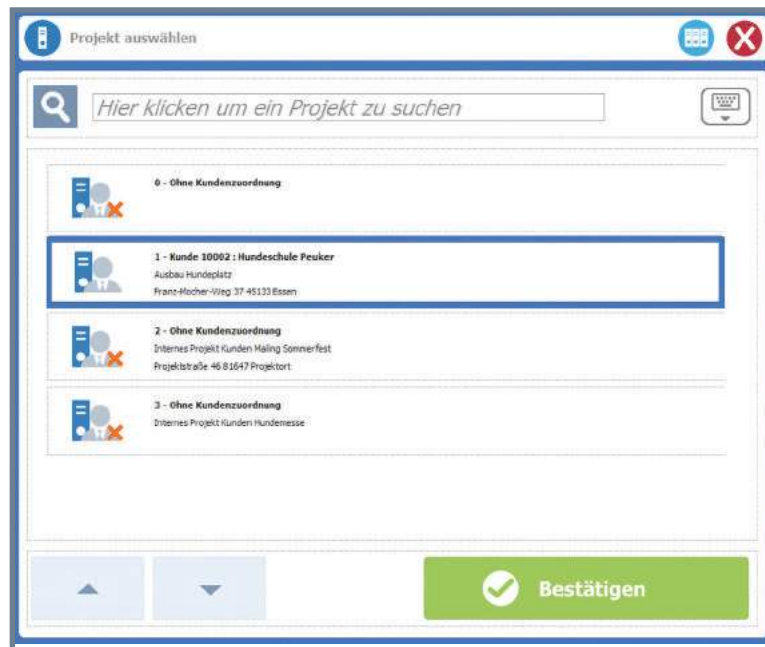 Projekt auswählen
Hier klicken um ein Projekt zu suchen
0 - Ohne Kundenzuordnung
1 - Kunde 10002 : Hundeschule Peuker
Ausbau Hundeplatz
Franz-Mocher-Weg 37 45133 Essen
2 - Ohne Kundenzuordnung
Internes Projekt Kunden Mailing Sommerfest
Projektstraße 46 81647 Projektort
3 - Ohne Kundenzuordnung
Internes Projekt Kunden Hundemesse
Bestätigen